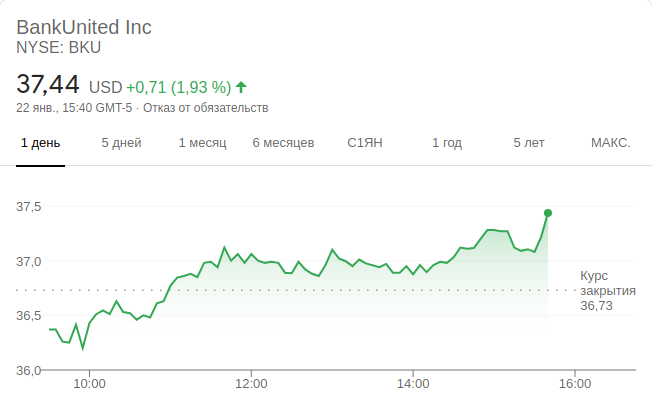 BankUnited Inc
NYSE: BKU
37,44 USD +0,71 (1,93 %)
22 янв., 15:40 GMT-5 · Отказ от обязательств
1 день 5 дней 1 месяц 6 месяцев С1ЯН 1 год 5 лет МАКС.
37,5
37,0
36,5
36,0
Курс
закрытия
36,73
10:00 12:00 14:00 16:00